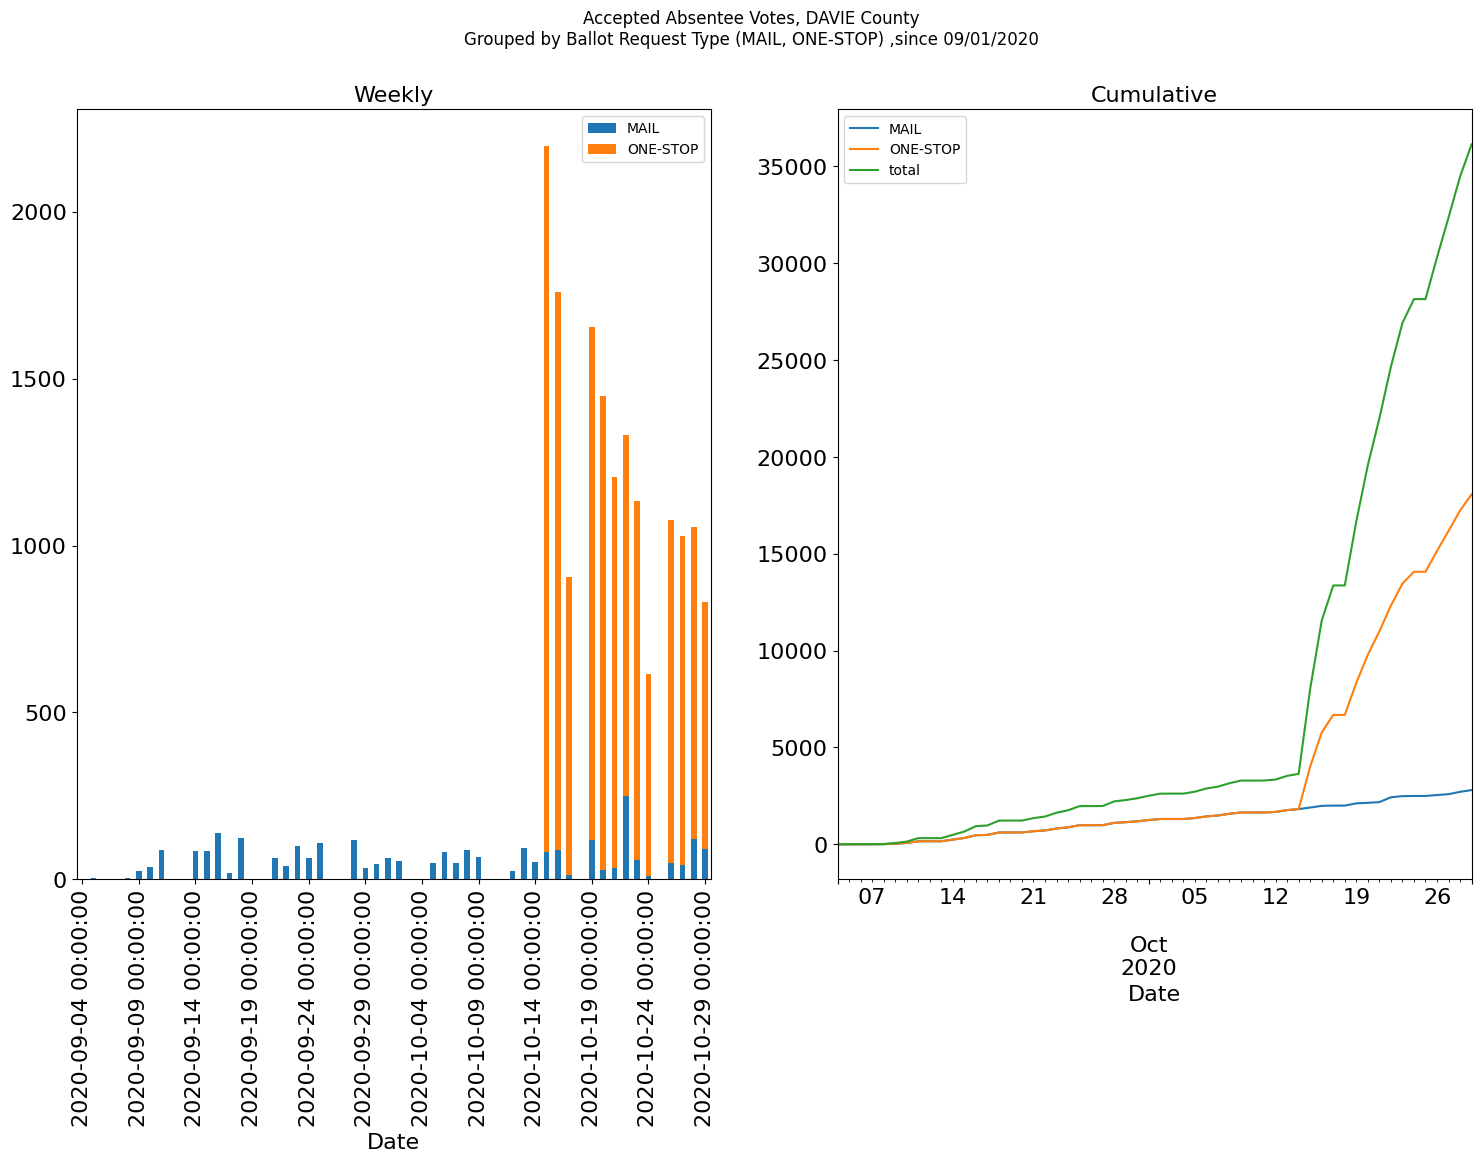 Accepted Absentee Votes, DAVIE County
Grouped by Ballot Request Type (MAIL, ONE-STOP) ,since 09/01/2020
Weekly
MAIL
ONE-STOP
2000
1500
1000
500
0
2020-09-04 00:00:00
2020-09-09 00:00:00
2020-09-14 00:00:00
2020-09-19 00:00:00
2020-09-24 00:00:00
2020-09-29 00:00:00
2020-10-04 00:00:00
2020-10-09 00:00:00
2020-10-14 00:00:00
2020-10-19 00:00:00
2020-10-24 00:00:00
2020-10-29 00:00:00
Date
Cumulative
MAIL
ONE-STOP
total
35000
30000
25000
20000
15000
10000
5000
0
07 14 21 28 05 12 19 26
Oct
2020
Date